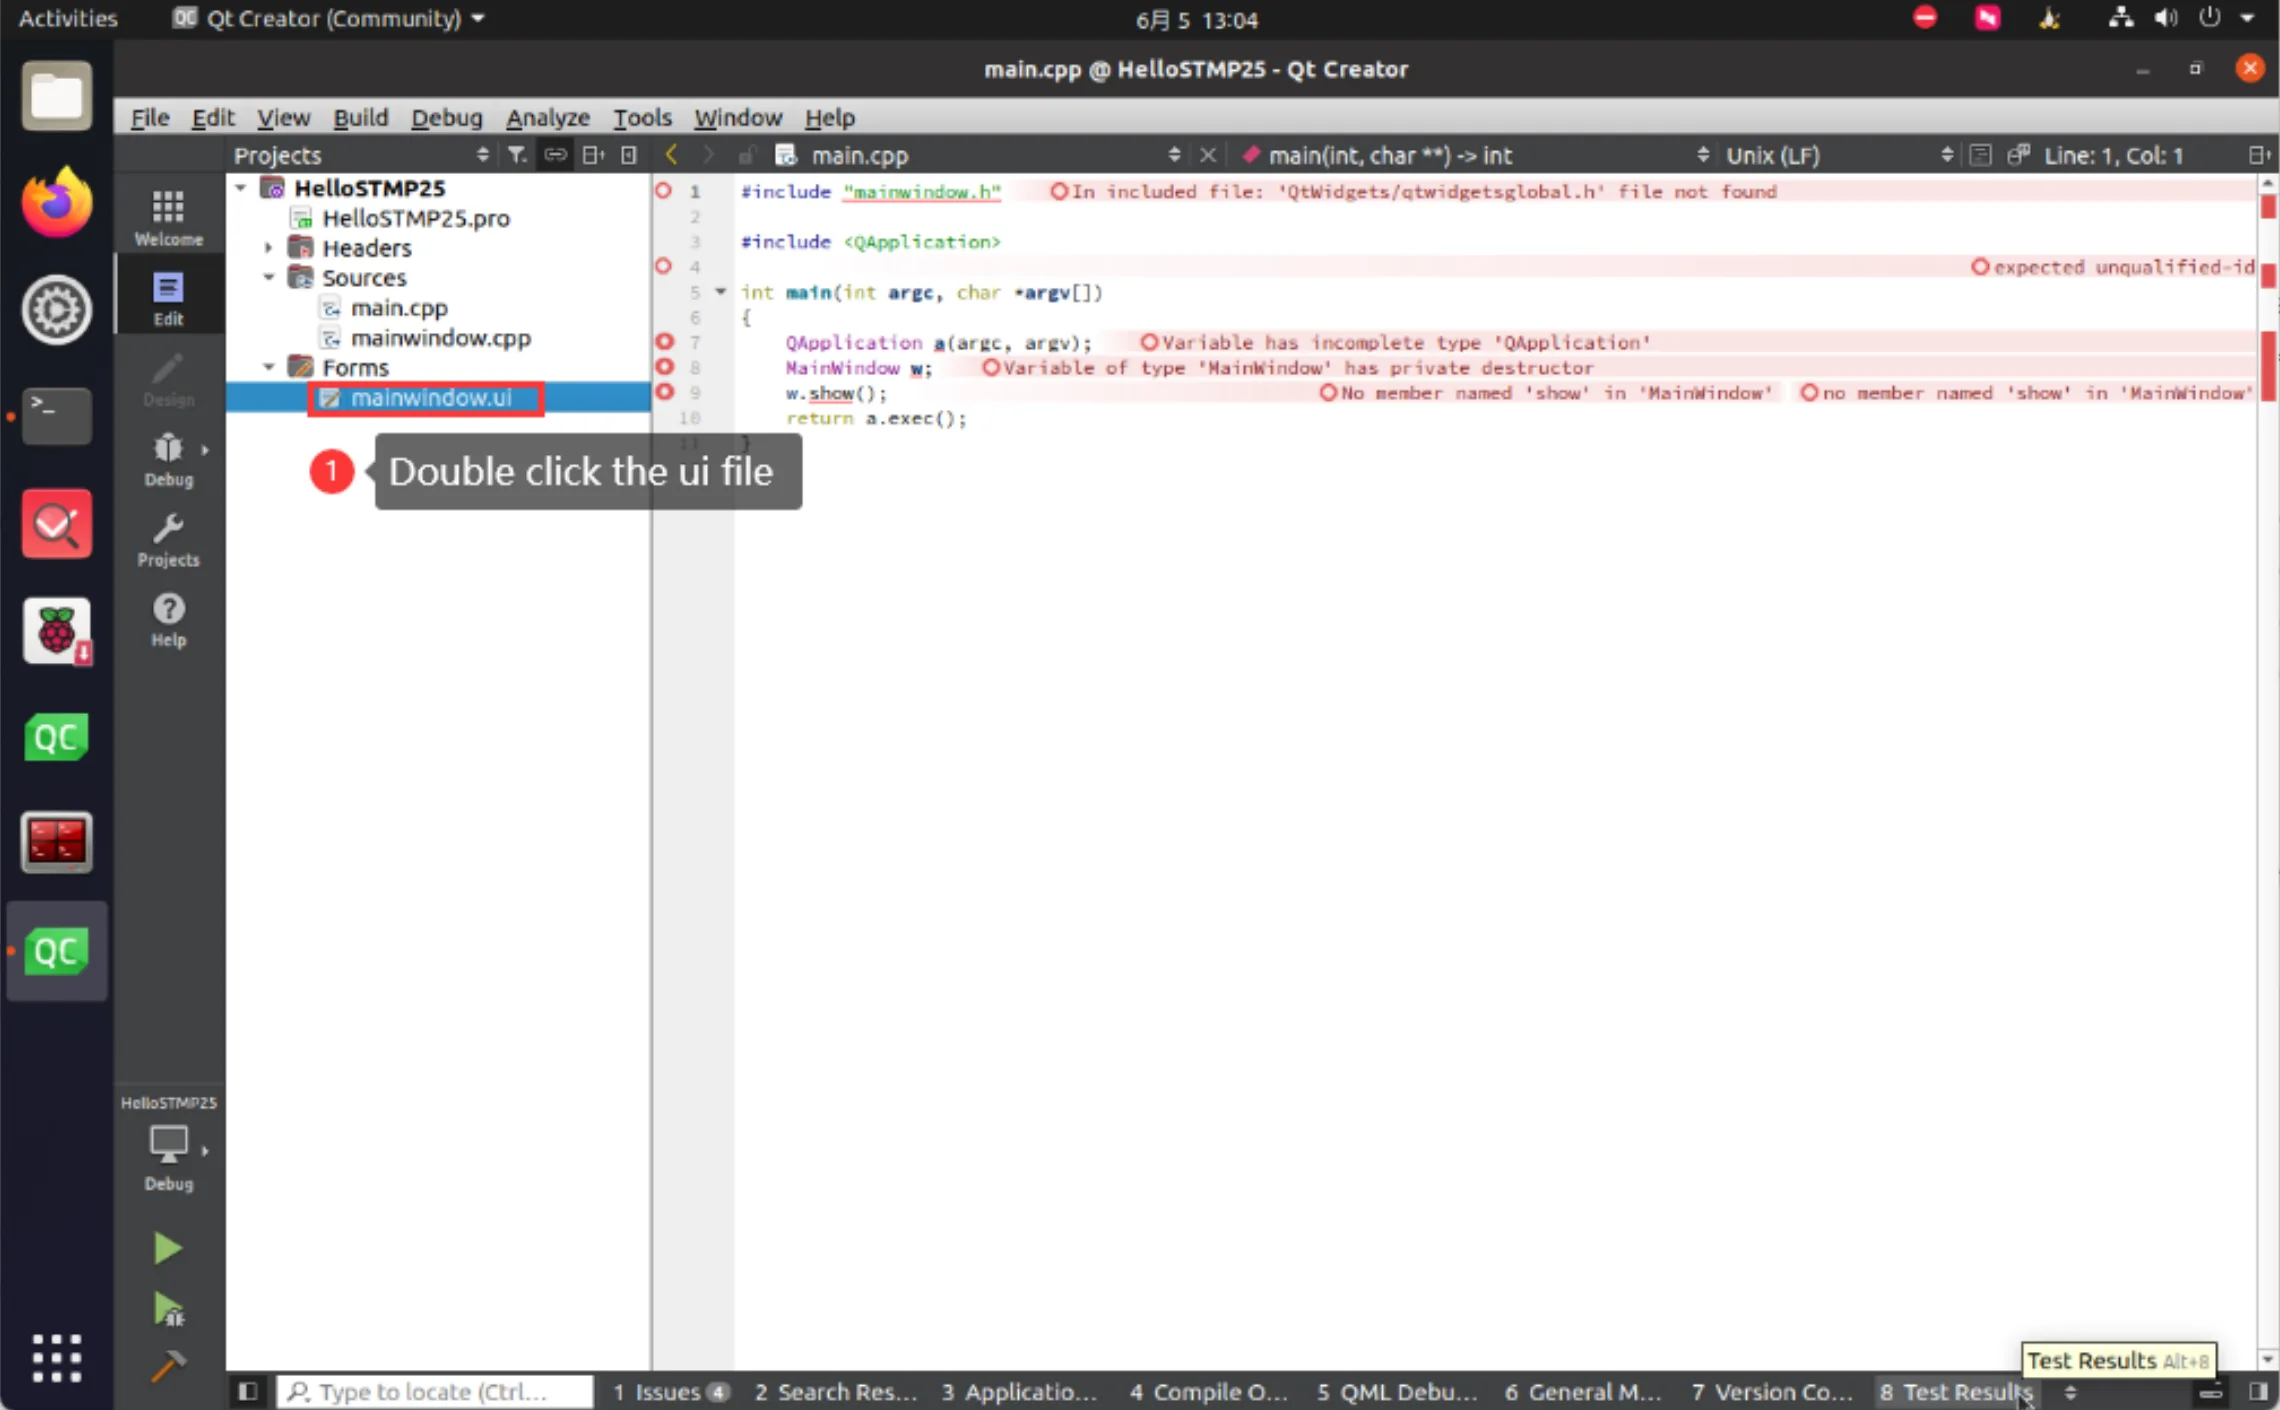 Activities
Qt Creator (Community)
6月 5 13:04
main.cpp @ HelloSTMP25 - Qt Creator
File Edit View Build Debug Analyze Tools Window Help
Projects
main.cpp
main(int, char **) -> int
Unix (LF)
Line: 1, Col: 1
Welcome
Edit
Design
Debug
Projects
Help
HelloSTMP25
HelloSTMP25.pro
Headers
Sources
main.cpp
mainwindow.cpp
Forms
mainwindow.ui
1 Double click the ui file
1 #include "mainwindow.h" In included file: 'QtWidgets/qtwidgetsglobal.h' file not found
2
3 #include <QApplication>
4 expected unqualified-id
5 int main(int argc, char *argv[])
6 {
7 QApplication a(argc, argv); Variable has incomplete type 'QApplication'
8 MainWindow w; Variable of type 'MainWindow' has private destructor
9 w.show(); No member named 'show' in 'MainWindow' no member named 'show' in 'MainWindow'
10 return a.exec();
11 }
HelloSTMP25
Debug
Test Results Alt+8
Type to locate (Ctrl...
1 Issues 4
2 Search Res...
3 Applicatio...
4 Compile O...
5 QML Debu...
6 General M...
7 Version Co...
8 Test Results
QC
QC